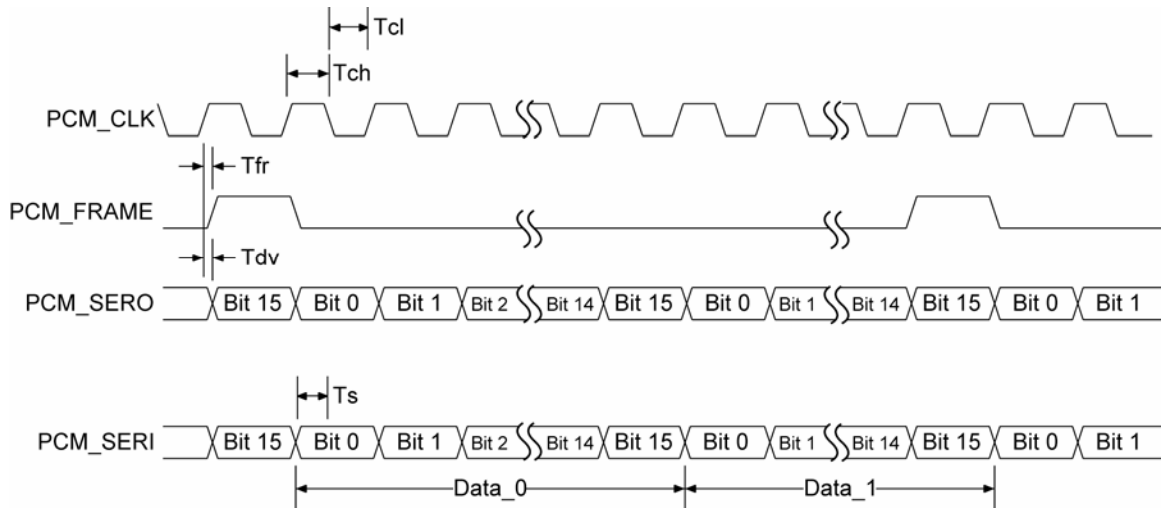 Tcl
Tch
PCM_CLK
Tfr
PCM_FRAME
Tdv
PCM_SERO Bit 15 Bit 0 Bit 1 Bit 2 Bit 14 Bit 15 Bit 0 Bit 1 Bit 14 Bit 15 Bit 0 Bit 1
Ts
PCM_SERI Bit 15 Bit 0 Bit 1 Bit 2 Bit 14 Bit 15 Bit 0 Bit 1 Bit 14 Bit 15 Bit 0 Bit 1
Data_0 Data_1